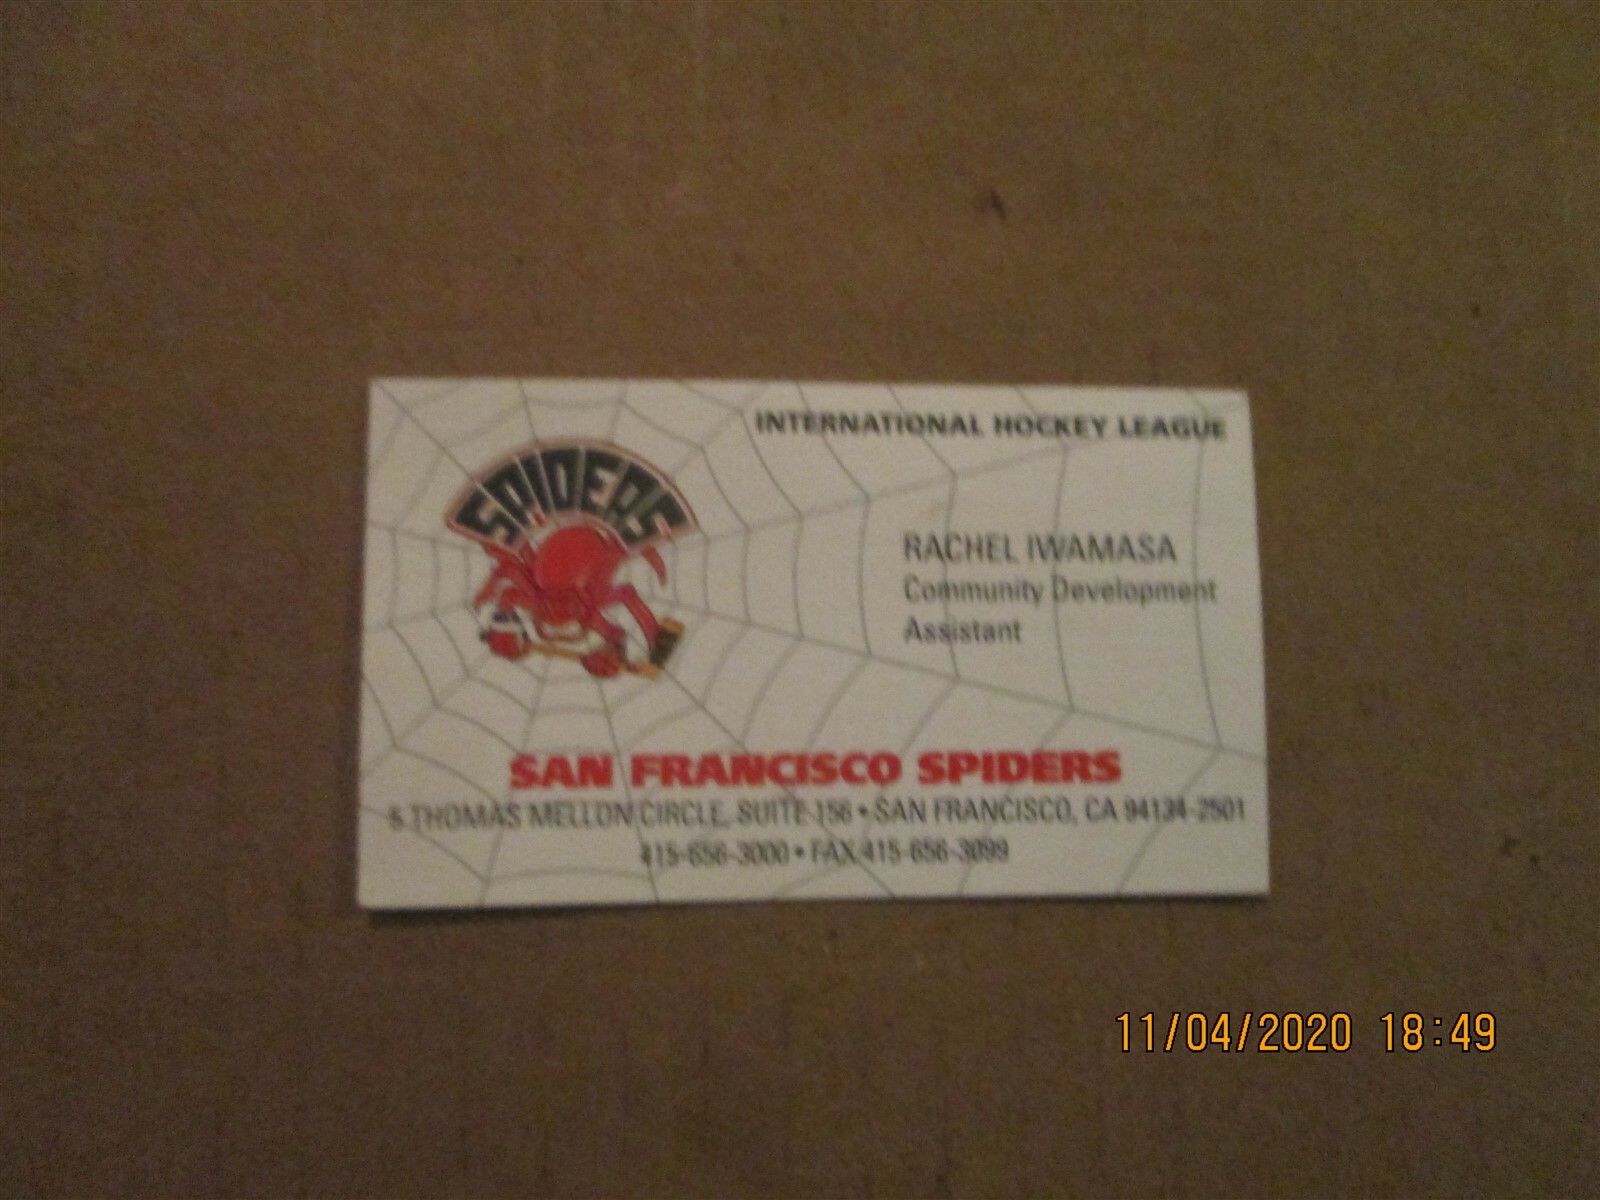 INTERNATIONAL HOCKEY LEAGUE
SPIDERS
RACHEL IWAMASA
Community Development
Assistant
SAN FRANCISCO SPIDERS
5 THOMAS MELLON CIRCLE, SUITE 156 • SAN FRANCISCO, CA 94134-2501
415-656-3000 • FAX 415-656-3099
11/04/2020 18:49